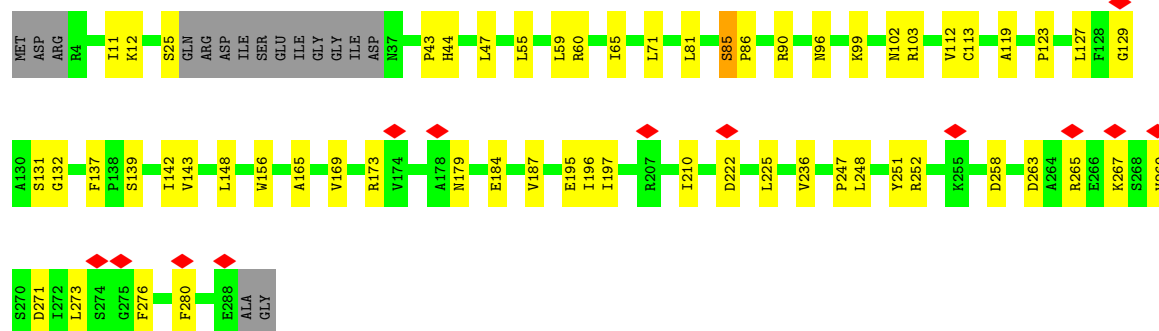 MET ASP ARG R4 I11 K12 S25 GLN ARG ASP ILE SER GLU ILE GLY GLY ILE ASP N37 P43 H44 L47 L55 L59 R60 I65 L71 L81 S85 P86 R90 N96 K99 N102 R103 V112 C113 A119 P123 L127 F128 G129
A130 S131 G132 F137 P138 S139 I142 V143 L148 W156 A165 V169 R173 V174 A178 N179 E184 V187 E195 I196 I197 R207 I210 D222 L225 V236 P247 L248 Y251 R252 K255 D258 D263 A264 R265 E266 K267 S268
S270 D271 I272 L273 S274 G275 F276 F280 E288 ALA GLY